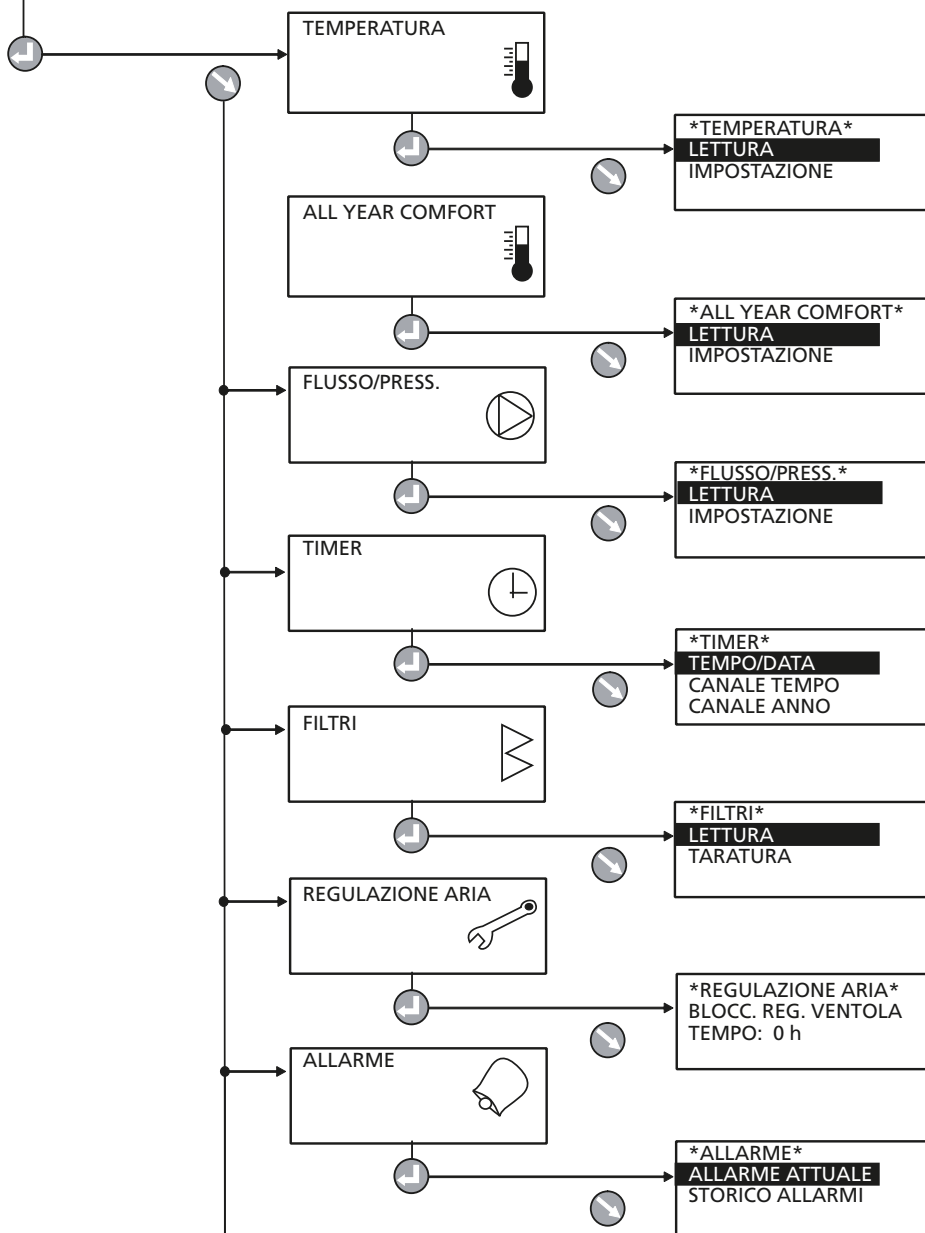 TEMPERATURA
*TEMPERATURA*
LETTURA
IMPOSTAZIONE
ALL YEAR COMFORT
*ALL YEAR COMFORT*
LETTURA
IMPOSTAZIONE
FLUSSO/PRESS.
*FLUSSO/PRESS.*
LETTURA
IMPOSTAZIONE
TIMER
*TIMER*
TEMPO/DATA
CANALE TEMPO
CANALE ANNO
FILTRI
*FILTRI*
LETTURA
TARATURA
REGULAZIONE ARIA
*REGULAZIONE ARIA*
BLOCC. REG. VENTOLA
TEMPO: 0 h
ALLARME
*ALLARME*
ALLARME ATTUALE
STORICO ALLARMI